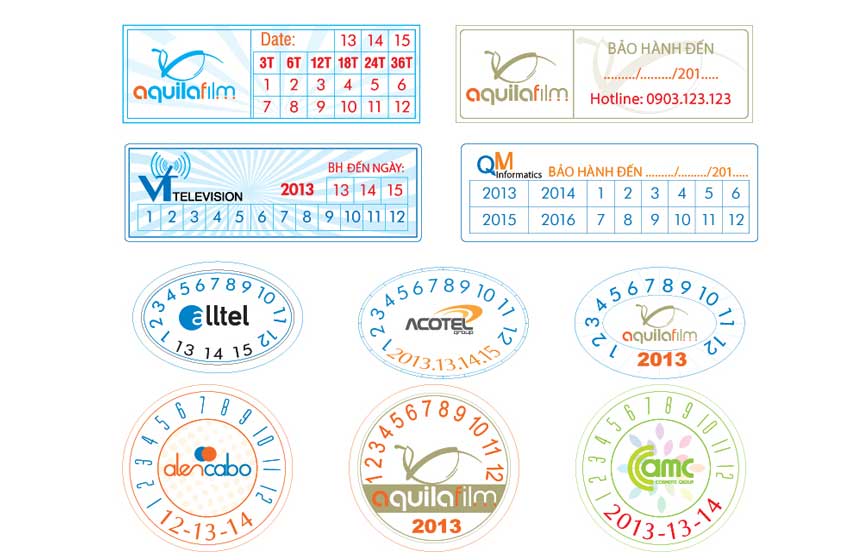 Date: 13 14 15
3T 6T 12T 18T 24T 36T
1 2 3 4 5 6
7 8 9 10 11 12
aquilafilm
BẢO HÀNH ĐẾN
........../........./201.....
Hotline: 0903.123.123
aquilafilm
BH ĐẾN NGÀY:
VT TELEVISION
2013 13 14 15
1 2 3 4 5 6 7 8 9 10 11 12
QM Informatics BẢO HÀNH ĐẾN ........./........./201.....
2013 2014 1 2 3 4 5 6
2015 2016 7 8 9 10 11 12
1 2 3 4 5 6 7 8 9 10 11 12
alltel
13 14 15
1 2 3 4 5 6 7 8 9 10 11 12
ACOTEL
group
2013.13.14.15
1 2 3 4 5 6 7 8 9 10 11 12
aquilafilm
2013
1 2 3 4 5 6 7 8 9 10 11 12
alencabo
12-13-14
1 2 3 4 5 6 7 8 9 10 11 12
aquilafilm
2013
1 2 3 4 5 6 7 8 9 10 11 12
amc
COSMOTE GROUP
2013-13-14